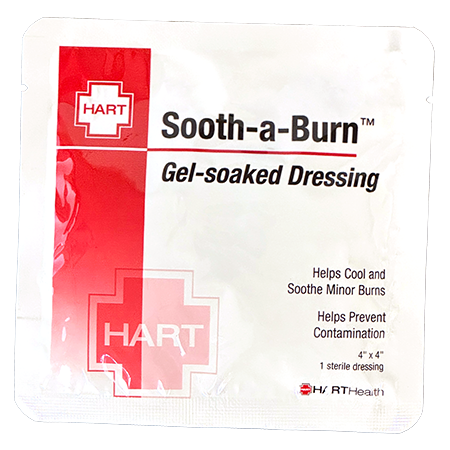 HART
Sooth-a-Burn™
Gel-soaked Dressing
Helps Cool and
Soothe Minor Burns
Helps Prevent
Contamination
4" x 4"
1 sterile dressing
HART
HARTHealth